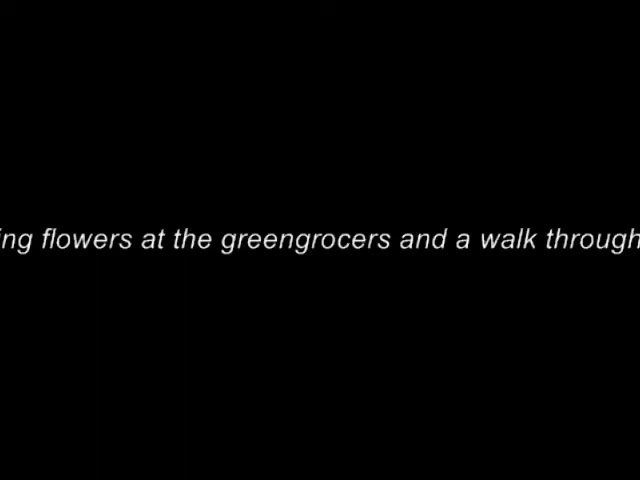 ing flowers at the greengrocers and a walk through